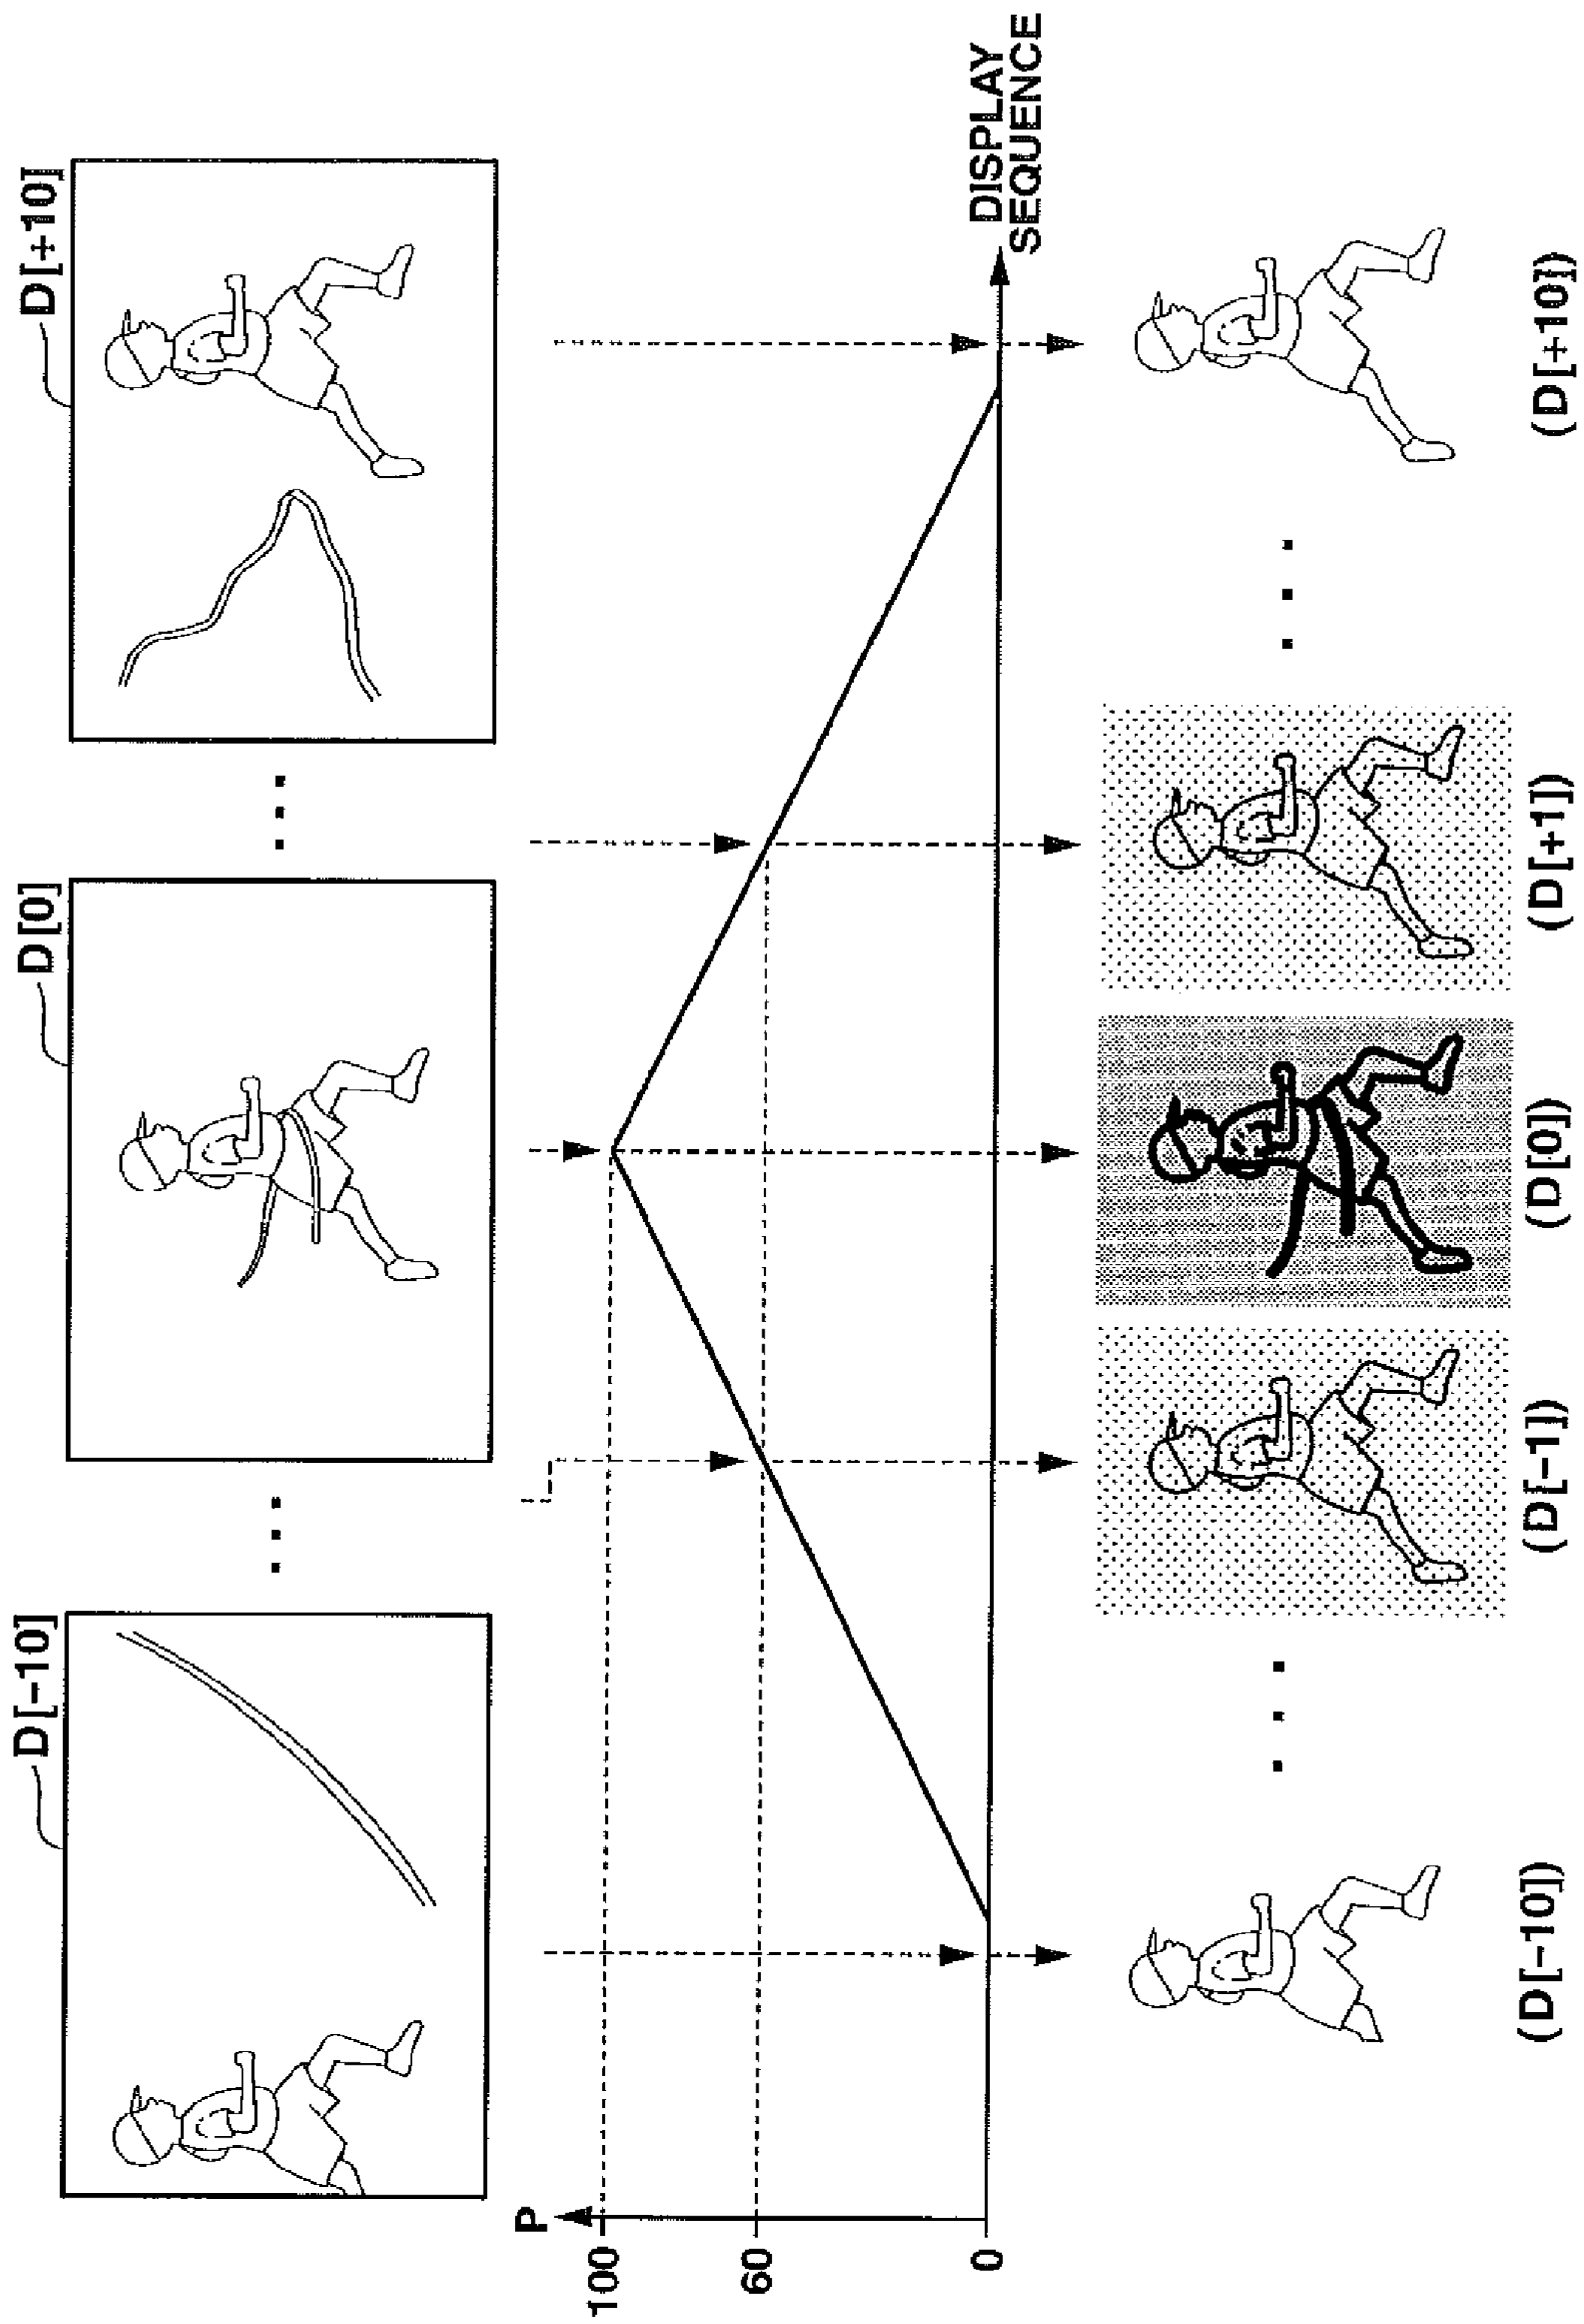 D[-10]
D[0]
D[+10]
P
100
60
0
DISPLAY
SEQUENCE
(D[-10])
(D[-1])
(D[0])
(D[+1])
(D[+10])